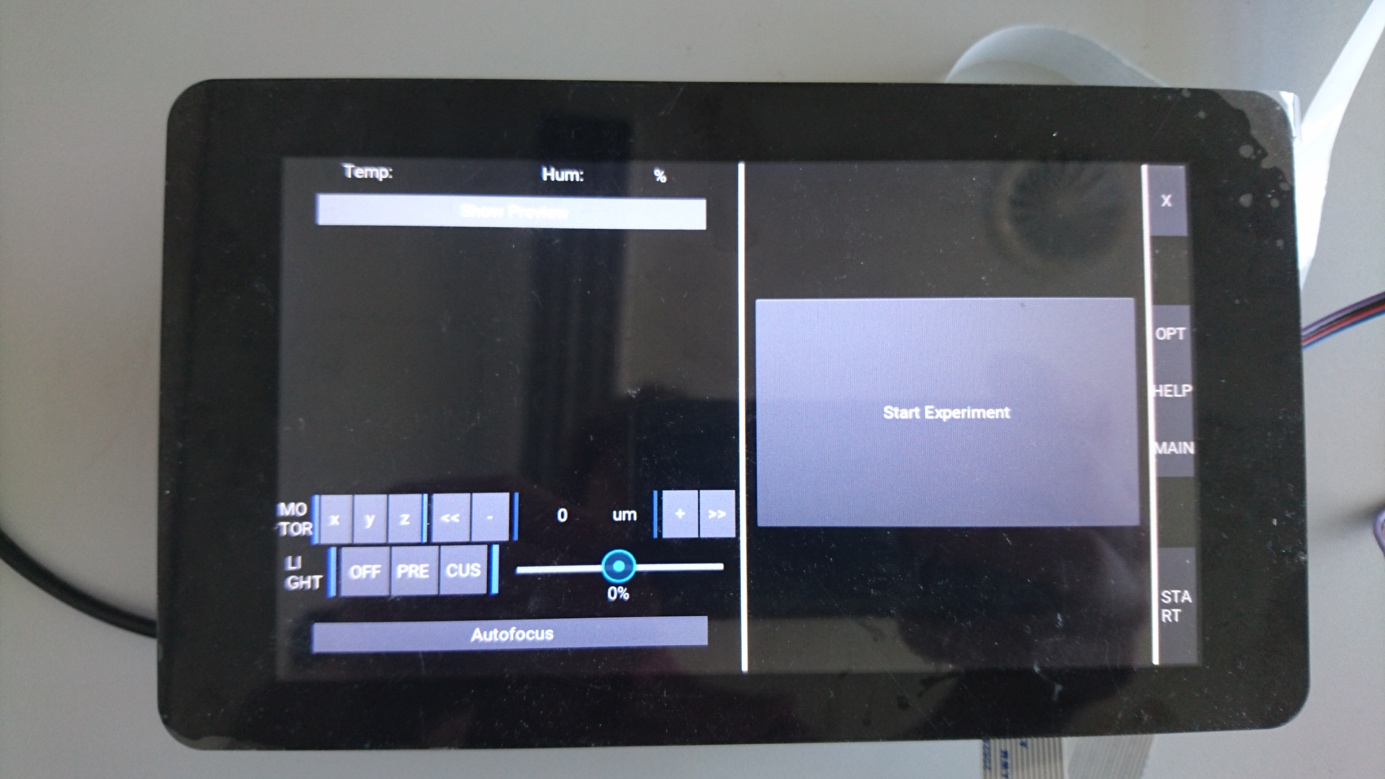 Temp: Hum: %
Show Preview
MO
TOR
x y z << - 0 um + >>
LI
GHT
OFF PRE CUS
0%
Autofocus
Start Experiment
X
OPT
HELP
MAIN
STA
RT